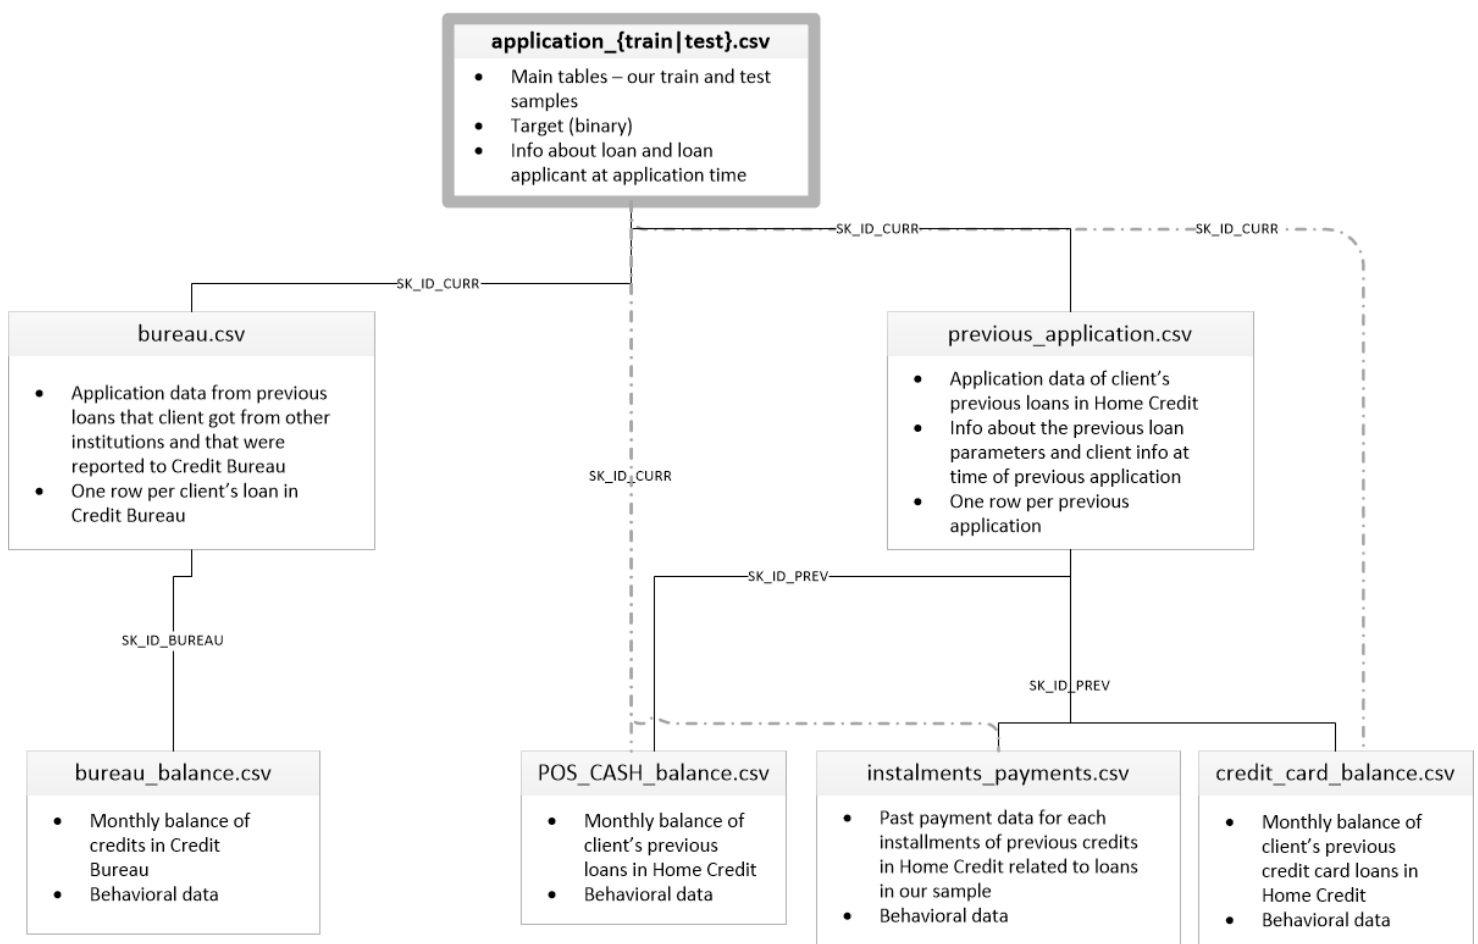 application_{train|test}.csv
• Main tables – our train and test
samples
• Target (binary)
• Info about loan and loan
applicant at application time
SK_ID_CURR
SK_ID_CURR
SK_ID_CURR
bureau.csv
• Application data from previous
loans that client got from other
institutions and that were
reported to Credit Bureau
• One row per client's loan in
Credit Bureau
previous_application.csv
• Application data of client's
previous loans in Home Credit
• Info about the previous loan
parameters and client info at
time of previous application
• One row per previous
application
SK_ID_CURR
SK_ID_PREV
SK_ID_BUREAU
SK_ID_PREV
bureau_balance.csv
• Monthly balance of
credits in Credit
Bureau
• Behavioral data
POS_CASH_balance.csv
• Monthly balance of
client's previous
loans in Home Credit
• Behavioral data
instalments_payments.csv
• Past payment data for each
installments of previous credits
in Home Credit related to loans
in our sample
• Behavioral data
credit_card_balance.csv
• Monthly balance of
client's previous
credit card loans in
Home Credit
• Behavioral data